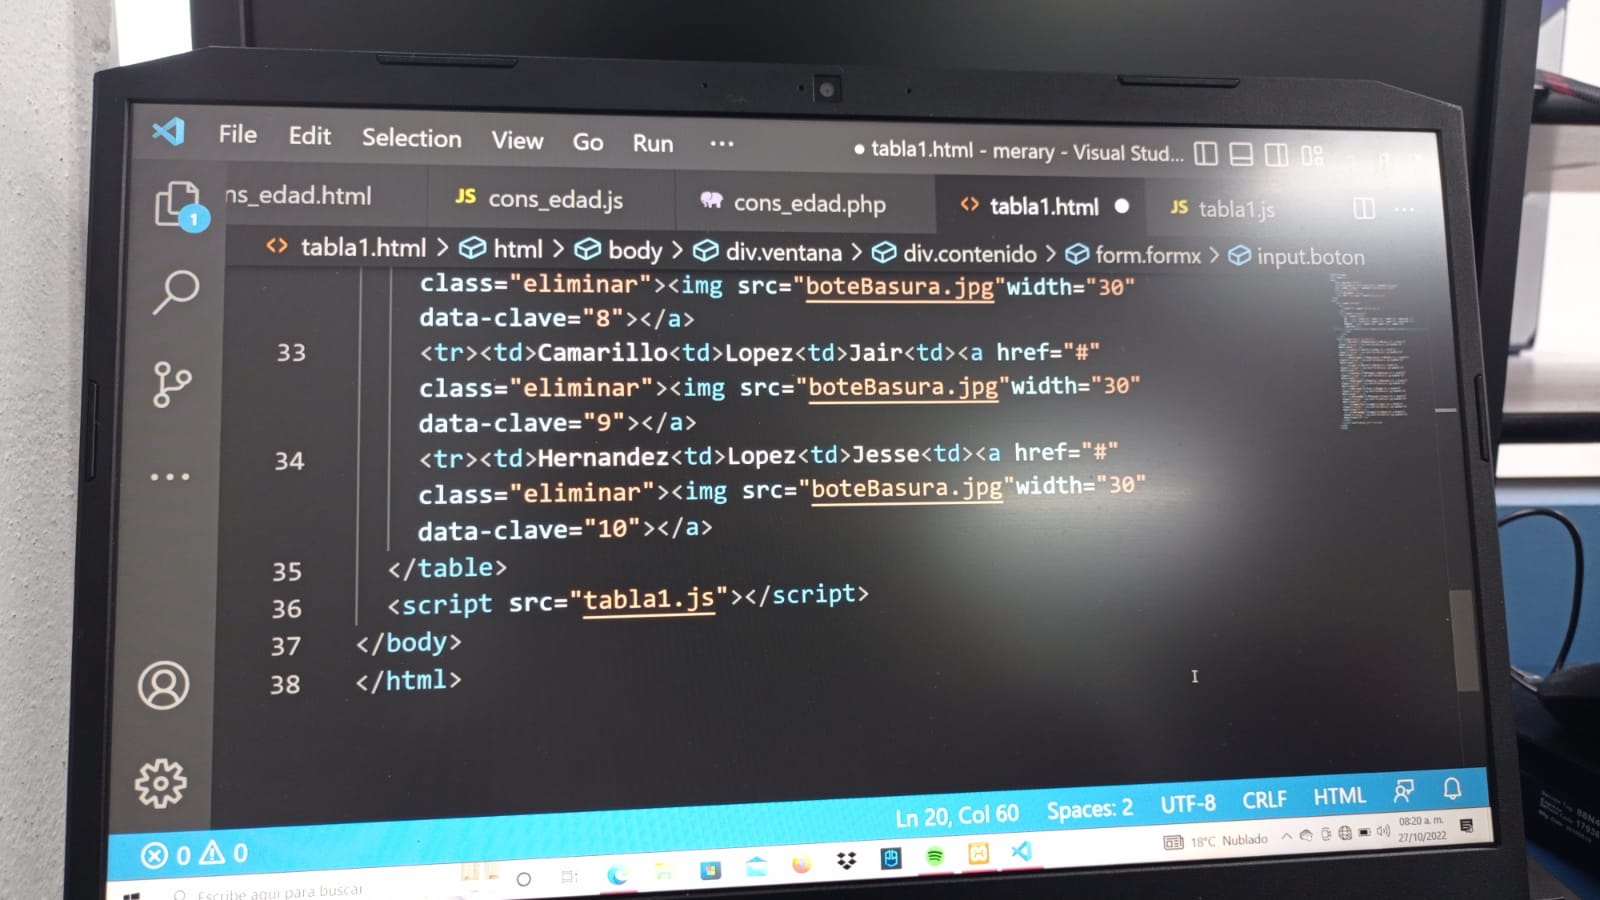 File Edit Selection View Go Run ··· ● tabla1.html - merary - Visual Stud...
ns_edad.html JS cons_edad.js cons_edad.php <> tabla1.html ● JS tabla1.js ···
<> tabla1.html > html > body > div.ventana > div.contenido > form.formx > input.boton
class="eliminar"><img src="boteBasura.jpg"width="30"
data-clave="8"></a>
33 <tr><td>Camarillo<td>Lopez<td>Jair<td><a href="#"
class="eliminar"><img src="boteBasura.jpg"width="30"
data-clave="9"></a>
34 <tr><td>Hernandez<td>Lopez<td>Jesse<td><a href="#"
class="eliminar"><img src="boteBasura.jpg"width="30"
data-clave="10"></a>
35 </table>
36 <script src="tabla1.js"></script>
37 </body>
38 </html>
1
0 0 Ln 20, Col 60 Spaces: 2 UTF-8 CRLF HTML
Escribe aquí para buscar 18°C Nublado 08:20 a. m.
27/10/2022